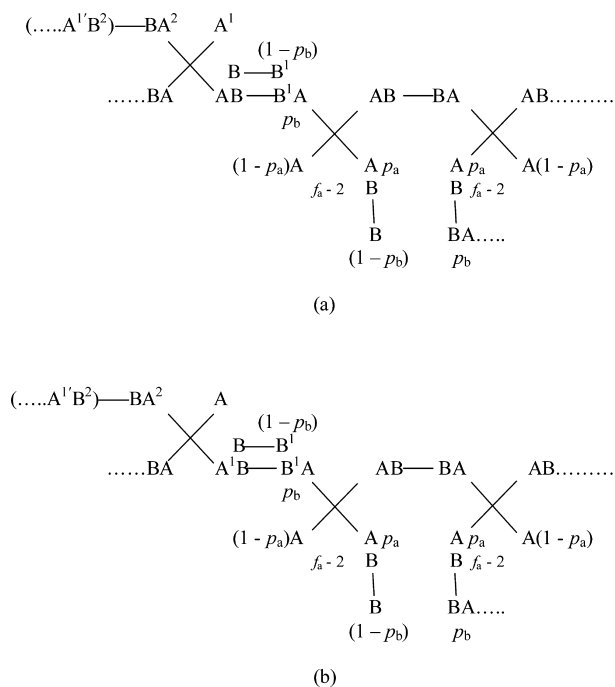 (.....A¹′B²)—BA² A¹
(1 – pb)
B—B¹
......BA AB—B¹A AB—BA AB..........
pb
(1 - pa)A A pa A pa A(1 - pa)
fa - 2 B B fa - 2
B BA.....
(1 – pb) pb
(a)
(.....A¹′B²)—BA² A
(1 – pb)
B—B¹
......BA A¹B—B¹A AB—BA AB.........
pb
(1 - pa)A A pa A pa A(1 - pa)
fa - 2 B B fa - 2
B BA.....
(1 – pb) pb
(b)